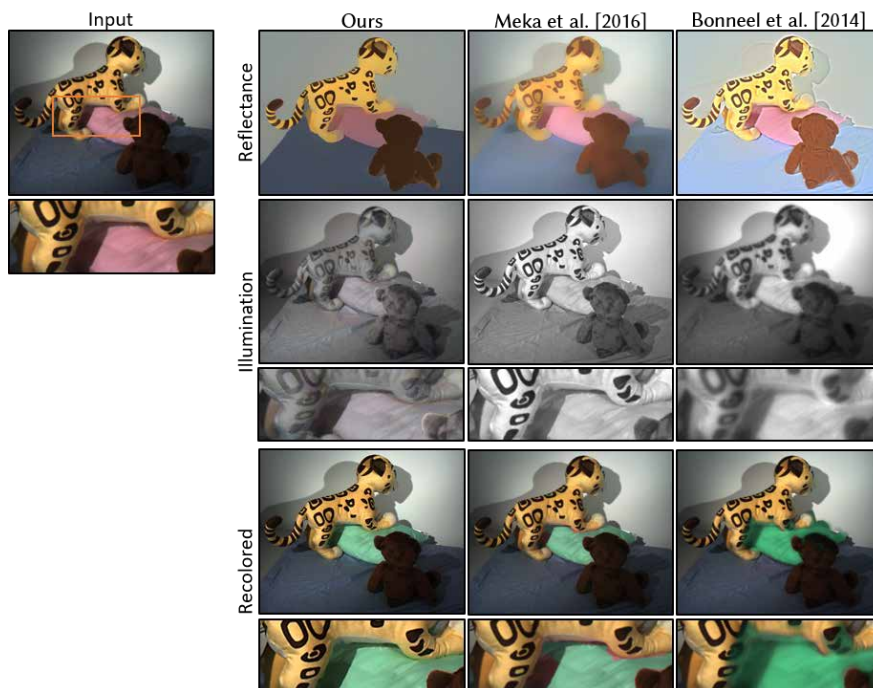 Input
Ours
Meka et al. [2016]
Bonneel et al. [2014]
Reflectance
Illumination
Recolored